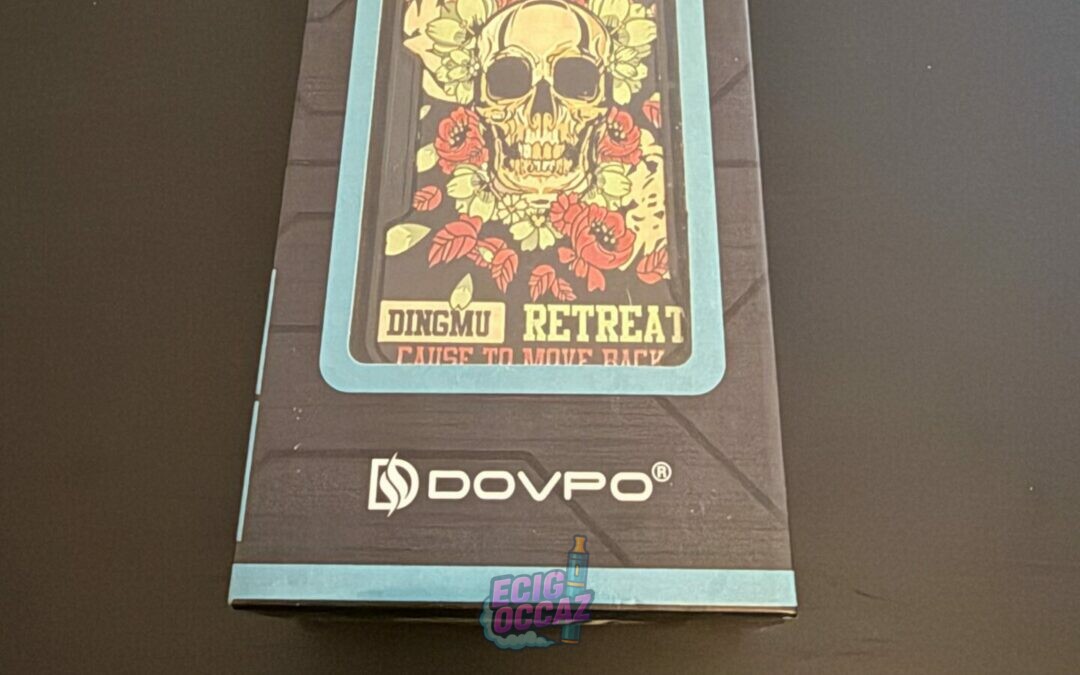 DINGMU RETREAT
CAUSE TO MOVE BACK
DOVPO®
ECIG
OCCAZ